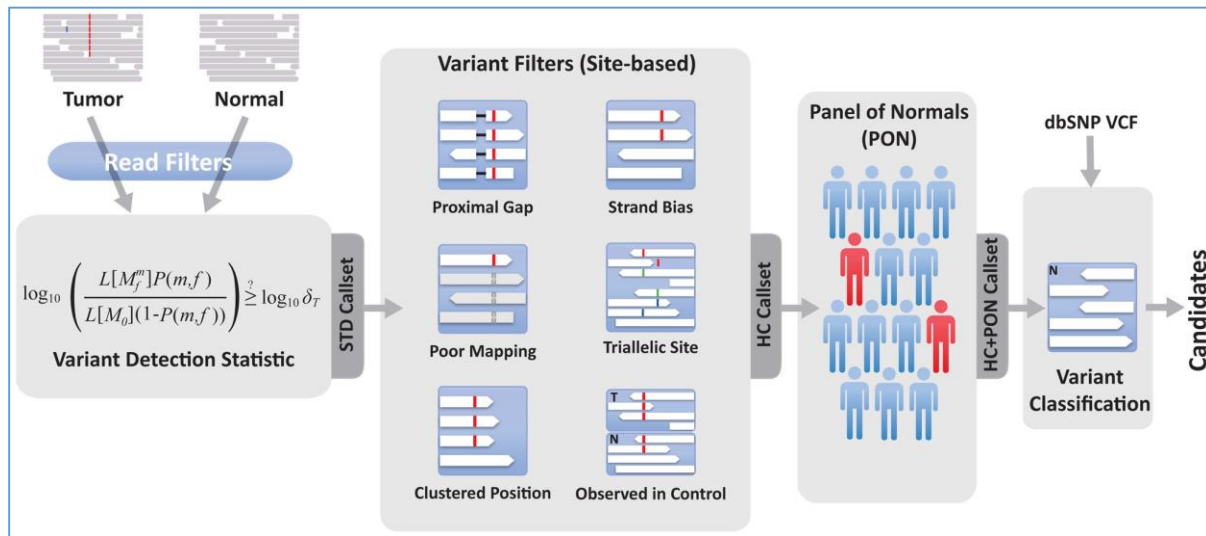 Tumor
Normal
Read Filters
log₁₀ ( L[M_f^m]P(m,f) / L[M₀](1-P(m,f)) ) ≥? log₁₀ δ_T
Variant Detection Statistic
STD Callset
Variant Filters (Site-based)
Proximal Gap
Strand Bias
Poor Mapping
Triallelic Site
Clustered Position
T
N
Observed in Control
HC Callset
Panel of Normals
(PON)
HC+PON Callset
dbSNP VCF
N
Variant
Classification
Candidates